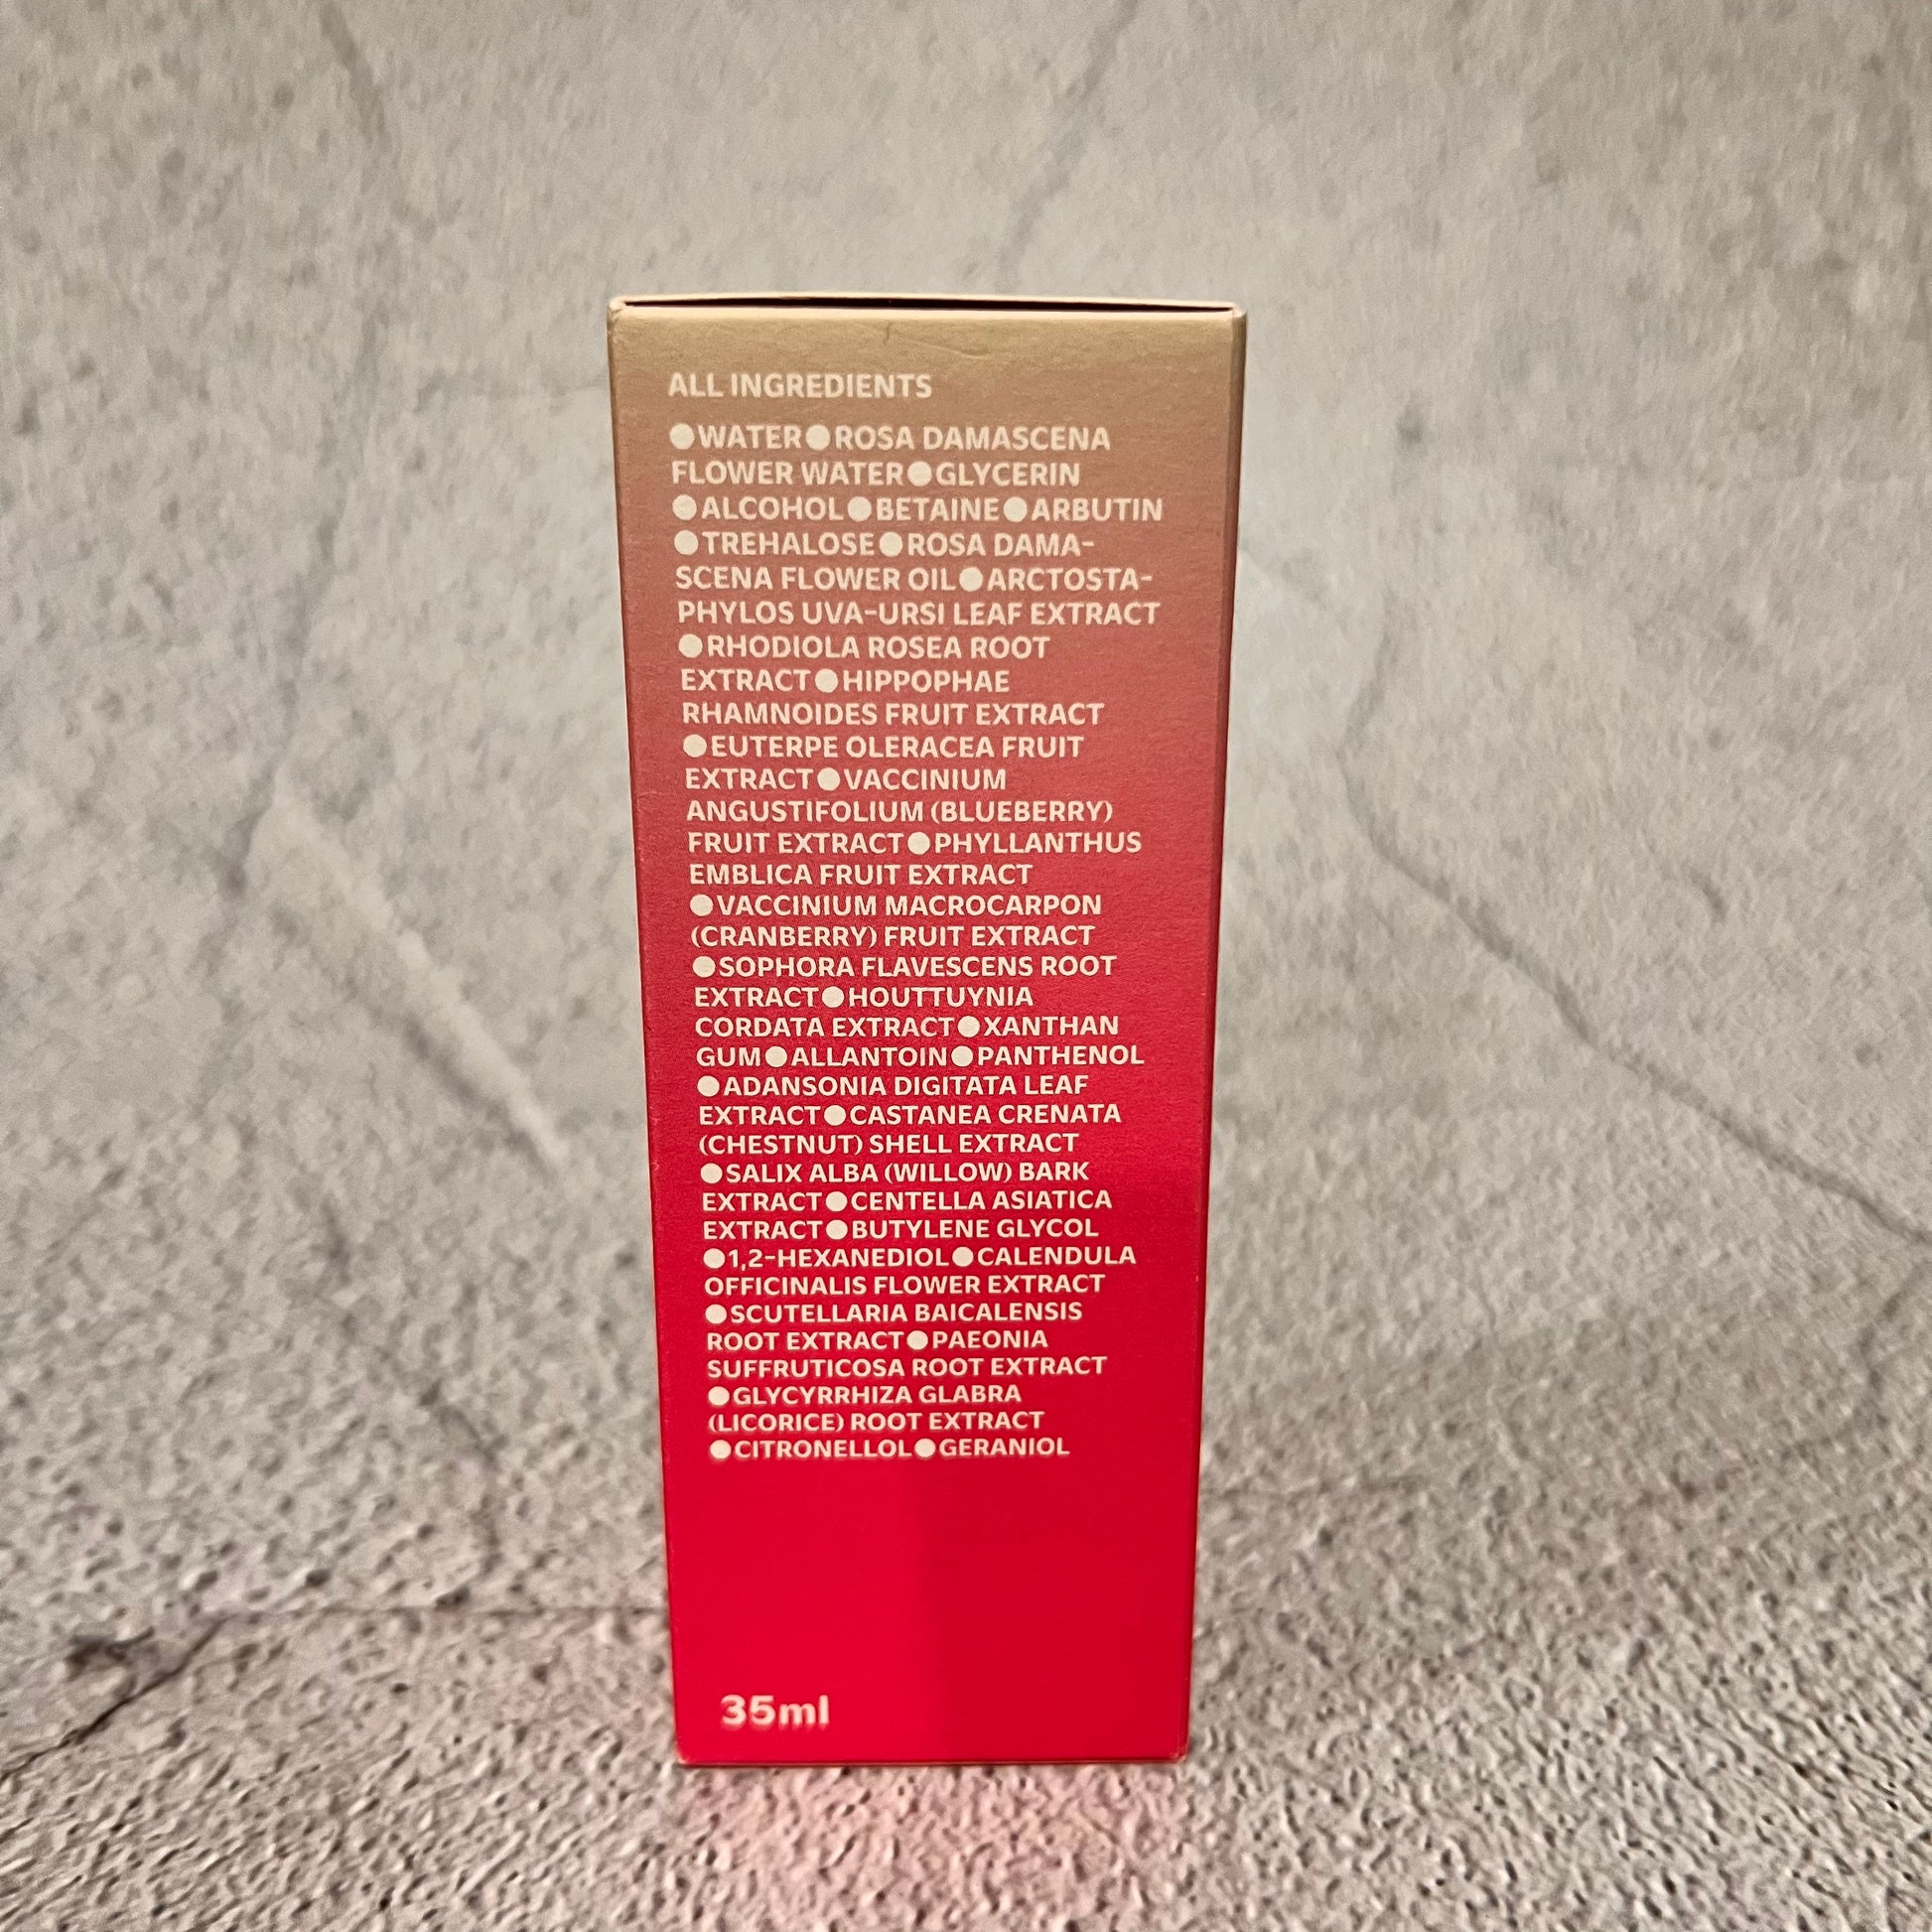 ALL INGREDIENTS
●WATER●ROSA DAMASCENA
FLOWER WATER●GLYCERIN
●ALCOHOL●BETAINE●ARBUTIN
●TREHALOSE●ROSA DAMA-
SCENA FLOWER OIL●ARCTOSTA-
PHYLOS UVA-URSI LEAF EXTRACT
●RHODIOLA ROSEA ROOT
EXTRACT●HIPPOPHAE
RHAMNOIDES FRUIT EXTRACT
●EUTERPE OLERACEA FRUIT
EXTRACT●VACCINIUM
ANGUSTIFOLIUM (BLUEBERRY)
FRUIT EXTRACT●PHYLLANTHUS
EMBLICA FRUIT EXTRACT
●VACCINIUM MACROCARPON
(CRANBERRY) FRUIT EXTRACT
●SOPHORA FLAVESCENS ROOT
EXTRACT●HOUTTUYNIA
CORDATA EXTRACT●XANTHAN
GUM●ALLANTOIN●PANTHENOL
●ADANSONIA DIGITATA LEAF
EXTRACT●CASTANEA CRENATA
(CHESTNUT) SHELL EXTRACT
●SALIX ALBA (WILLOW) BARK
EXTRACT●CENTELLA ASIATICA
EXTRACT●BUTYLENE GLYCOL
●1,2-HEXANEDIOL●CALENDULA
OFFICINALIS FLOWER EXTRACT
●SCUTELLARIA BAICALENSIS
ROOT EXTRACT●PAEONIA
SUFFRUTICOSA ROOT EXTRACT
●GLYCYRRHIZA GLABRA
(LICORICE) ROOT EXTRACT
●CITRONELLOL●GERANIOL
35ml